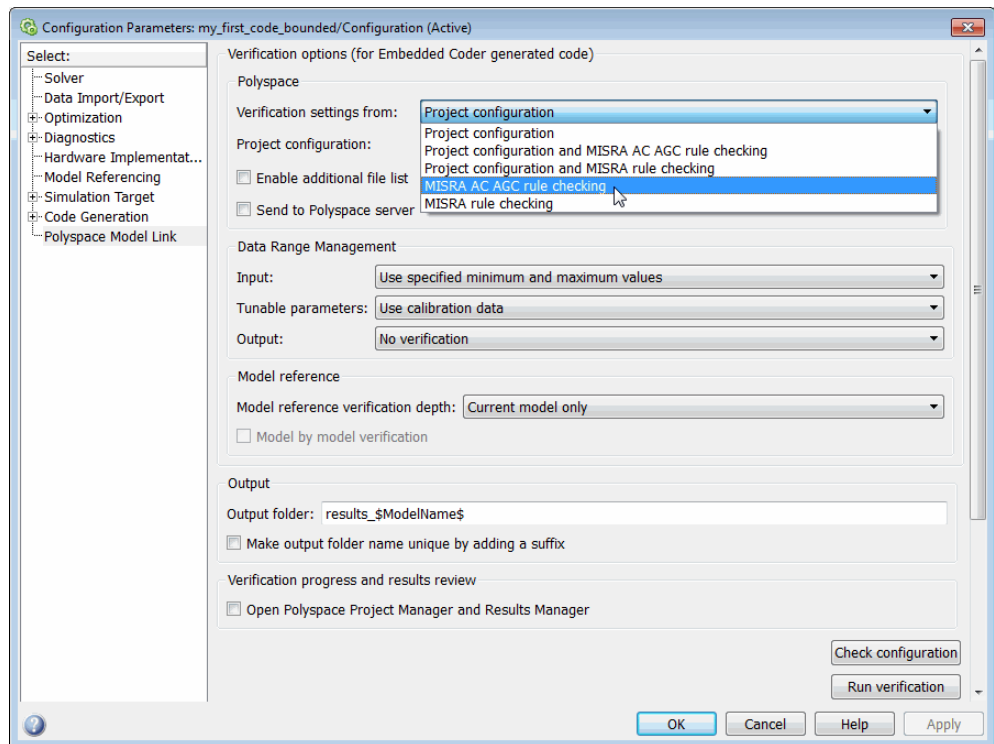 Configuration Parameters: my_first_code_bounded/Configuration (Active)
Select:
Solver
Data Import/Export
Optimization
Diagnostics
Hardware Implementat...
Model Referencing
Simulation Target
Code Generation
Polyspace Model Link
Verification options (for Embedded Coder generated code)
Polyspace
Verification settings from: Project configuration
Project configuration
Project configuration and MISRA AC AGC rule checking
Project configuration and MISRA rule checking
MISRA AC AGC rule checking
MISRA rule checking
Project configuration:
Enable additional file list
Send to Polyspace server
Data Range Management
Input: Use specified minimum and maximum values
Tunable parameters: Use calibration data
Output: No verification
Model reference
Model reference verification depth: Current model only
Model by model verification
Output
Output folder: results_$ModelName$
Make output folder name unique by adding a suffix
Verification progress and results review
Open Polyspace Project Manager and Results Manager
Check configuration
Run verification
OK Cancel Help Apply